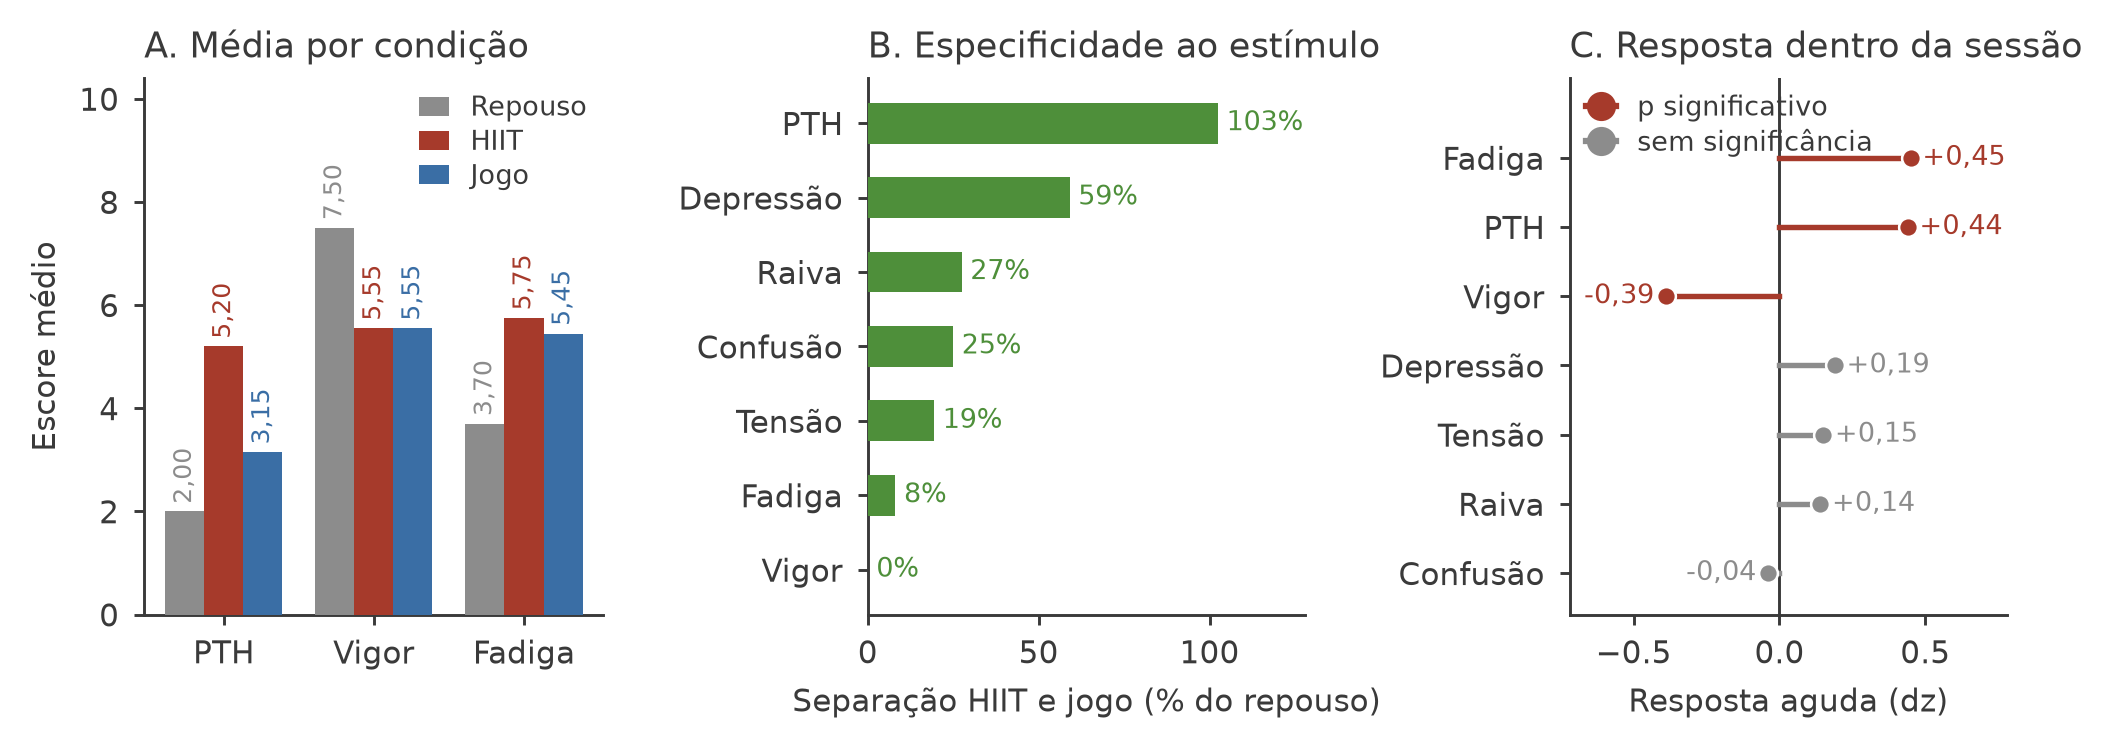 A. Média por condição
Escore médio
10
8
6
4
2
0
Repouso
HIIT
Jogo
2,00
5,20
3,15
7,50
5,55
5,55
3,70
5,75
5,45
PTH
Vigor
Fadiga
B. Especificidade ao estímulo
PTH
103%
Depressão
59%
Raiva
27%
Confusão
25%
Tensão
19%
Fadiga
8%
Vigor
0%
0
50
100
Separação HIIT e jogo (% do repouso)
C. Resposta dentro da sessão
p significativo
sem significância
Fadiga
+0,45
PTH
+0,44
Vigor
-0,39
Depressão
+0,19
Tensão
+0,15
Raiva
+0,14
Confusão
-0,04
−0.5
0.0
0.5
Resposta aguda (dz)